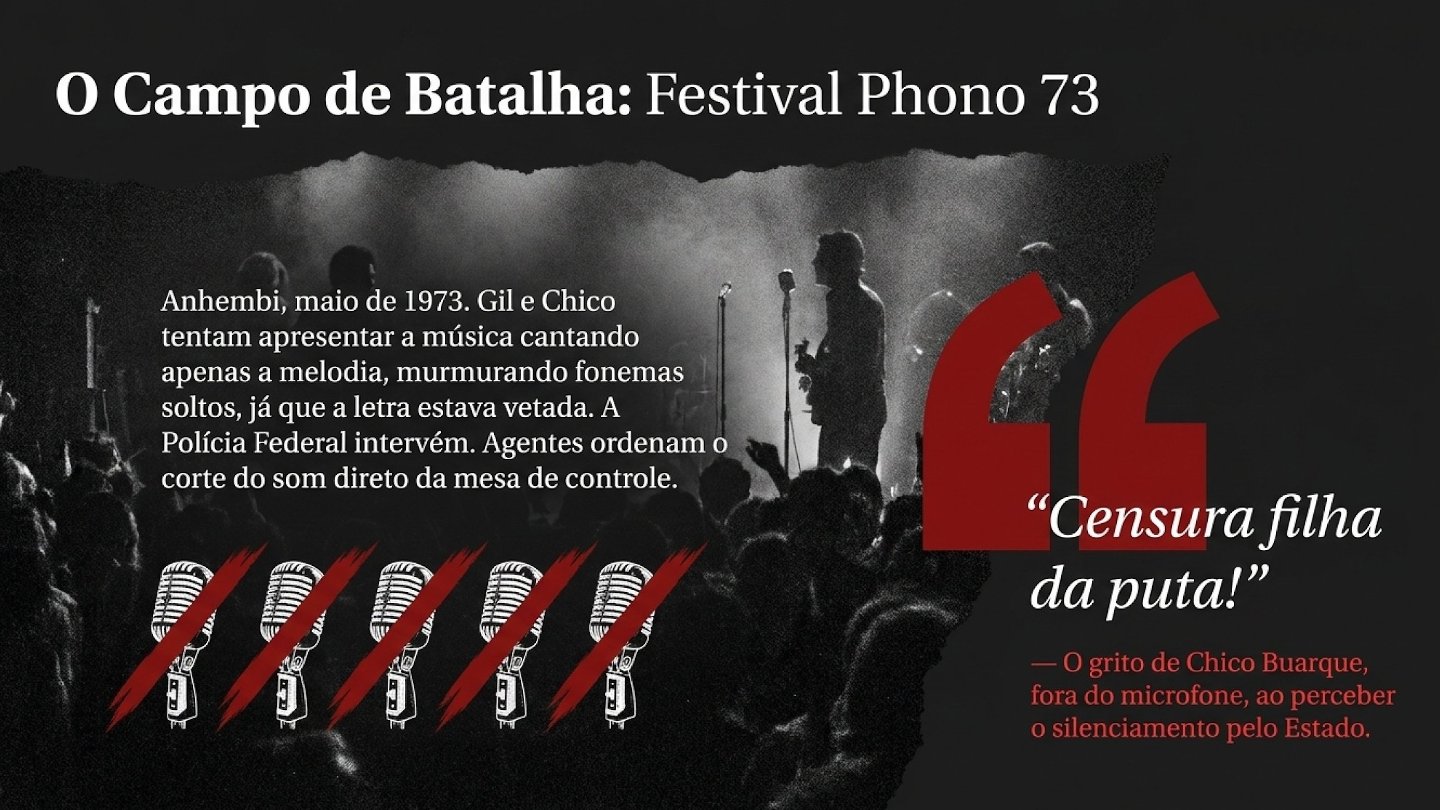 O Campo de Batalha: Festival Phono 73
Anhembi, maio de 1973. Gil e Chico
tentam apresentar a música cantando
apenas a melodia, murmurando fonemas
soltos, já que a letra estava vetada. A
Polícia Federal intervém. Agentes ordenam o
corte do som direto da mesa de controle.
“Censura filha
da puta!”
— O grito de Chico Buarque,
fora do microfone, ao perceber
o silenciamento pelo Estado.